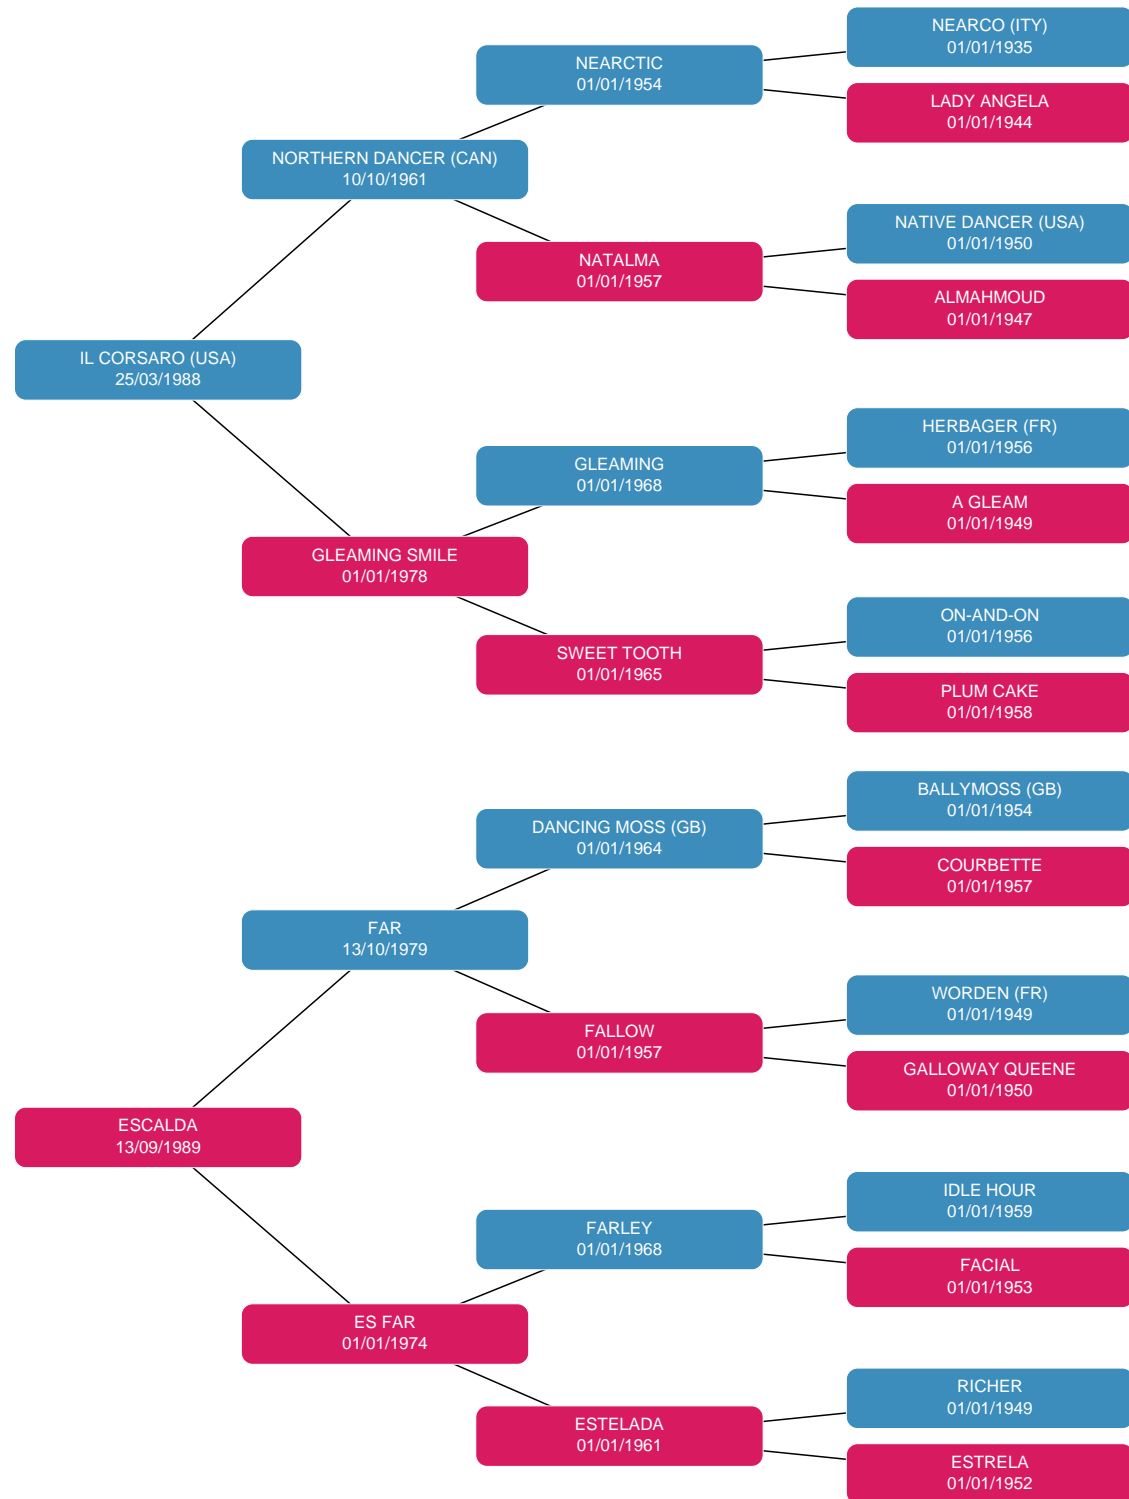 NEARCO (ITY)
01/01/1935
NEARCTIC
01/01/1954
LADY ANGELA
01/01/1944
NORTHERN DANCER (CAN)
10/10/1961
NATIVE DANCER (USA)
01/01/1950
NATALMA
01/01/1957
ALMAHMOUD
01/01/1947
IL CORSARO (USA)
25/03/1988
HERBAGER (FR)
01/01/1956
GLEAMING
01/01/1968
A GLEAM
01/01/1949
GLEAMING SMILE
01/01/1978
ON-AND-ON
01/01/1956
SWEET TOOTH
01/01/1965
PLUM CAKE
01/01/1958
BALLYMOSS (GB)
01/01/1954
DANCING MOSS (GB)
01/01/1964
COURBETTE
01/01/1957
FAR
13/10/1979
WORDEN (FR)
01/01/1949
FALLOW
01/01/1957
GALLOWAY QUEENE
01/01/1950
ESCALDA
13/09/1989
IDLE HOUR
01/01/1959
FARLEY
01/01/1968
FACIAL
01/01/1953
ES FAR
01/01/1974
RICHER
01/01/1949
ESTELADA
01/01/1961
ESTRELA
01/01/1952